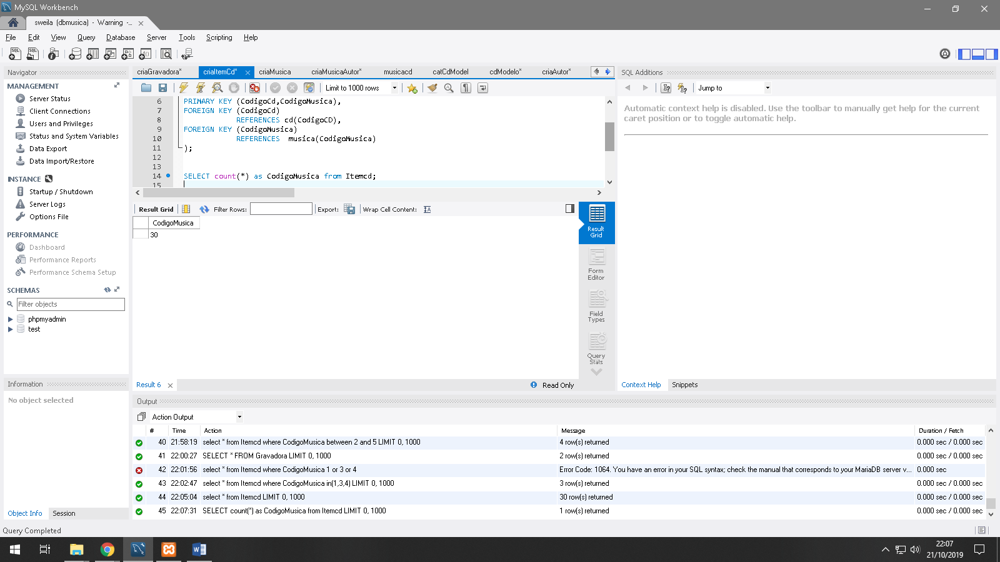 MySQL Workbench
sweila (dbmusica) - Warning -...
File Edit View Query Database Server Tools Scripting Help
Navigator
MANAGEMENT
Server Status
Client Connections
Users and Privileges
Status and System Variables
Data Export
Data Import/Restore
INSTANCE
Startup / Shutdown
Server Logs
Options File
PERFORMANCE
Dashboard
Performance Reports
Performance Schema Setup
SCHEMAS
Filter objects
phpmyadmin
test
Information
No object selected
Object Info Session
criaGravadora* criaItemCd* criaMusica criaMusicaAutor* musicacd catCdModel cdModelo* criaAutor*
Limit to 1000 rows
6 PRIMARY KEY (CodigoCd,CodigoMusica),
7 FOREIGN KEY (CodigoCd)
8 REFERENCES cd(CodigoCD),
9 FOREIGN KEY (CodigoMusica)
10 REFERENCES musica(CodigoMusica)
11 );
12
13
14 SELECT count(*) as CodigoMusica from Itemcd;
15
Result Grid Filter Rows: Export: Wrap Cell Content:
CodigoMusica
30
Result Grid
Form Editor
Field Types
Query Stats
Result 6 Read Only
SQL Additions
Jump to
Automatic context help is disabled. Use the toolbar to manually get help for the current
caret position or to toggle automatic help.
Context Help Snippets
Output
Action Output
# Time Action Message Duration / Fetch
40 21:58:19 select * from Itemcd where CodigoMusica between 2 and 5 LIMIT 0, 1000 4 row(s) returned 0.000 sec / 0.000 sec
41 22:00:27 SELECT * FROM Gravadora LIMIT 0, 1000 2 row(s) returned 0.000 sec / 0.000 sec
42 22:01:56 select * from Itemcd where CodigoMusica 1 or 3 or 4 Error Code: 1064. You have an error in your SQL syntax; check the manual that corresponds to your MariaDB server v... 0.000 sec
43 22:02:47 select * from Itemcd where CodigoMusica in(1,3,4) LIMIT 0, 1000 3 row(s) returned 0.000 sec / 0.000 sec
44 22:05:04 select * from Itemcd LIMIT 0, 1000 30 row(s) returned 0.000 sec / 0.000 sec
45 22:07:31 SELECT count(*) as CodigoMusica from Itemcd LIMIT 0, 1000 1 row(s) returned 0.000 sec / 0.000 sec
Query Completed
22:07
21/10/2019